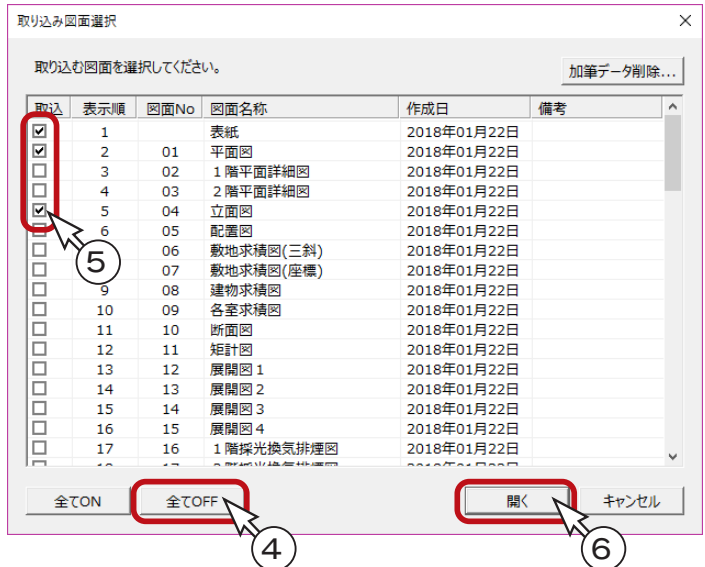 取り込み図面選択
取り込む図面を選択してください。
加筆データ削除...
取込 表示順 図面No 図面名称 作成日 備考
1 表紙 2018年01月22日
2 01 平面図 2018年01月22日
3 02 1階平面詳細図 2018年01月22日
4 03 2階平面詳細図 2018年01月22日
5 04 立面図 2018年01月22日
6 05 配置図 2018年01月22日
06 敷地求積図(三斜) 2018年01月22日
07 敷地求積図(座標) 2018年01月22日
9 08 建物求積図 2018年01月22日
10 09 各室求積図 2018年01月22日
11 10 断面図 2018年01月22日
12 11 矩計図 2018年01月22日
13 12 展開図1 2018年01月22日
14 13 展開図2 2018年01月22日
15 14 展開図3 2018年01月22日
16 15 展開図4 2018年01月22日
17 16 1階採光換気排煙図 2018年01月22日
⑤
全てON 全てOFF 開く キャンセル
④ ⑥